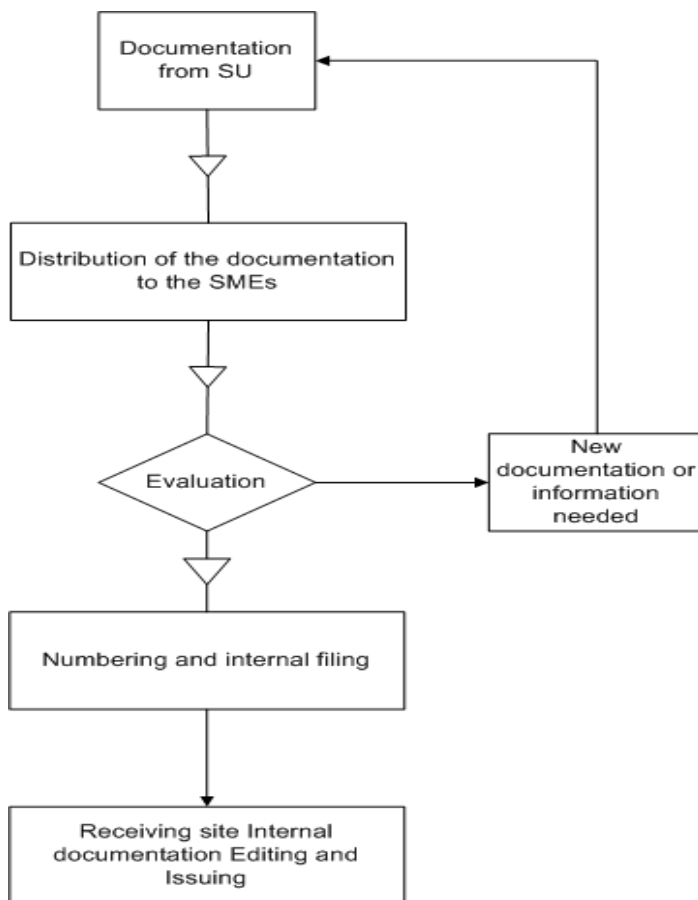 Documentation
from SU
Distribution of the documentation
to the SMEs
Evaluation
New
documentation or
information
needed
Numbering and internal filing
Receiving site Internal
documentation Editing and
Issuing